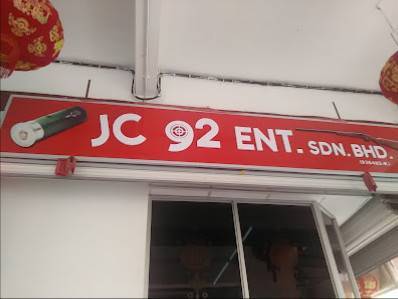 JC 92 ENT. SDN. BHD.